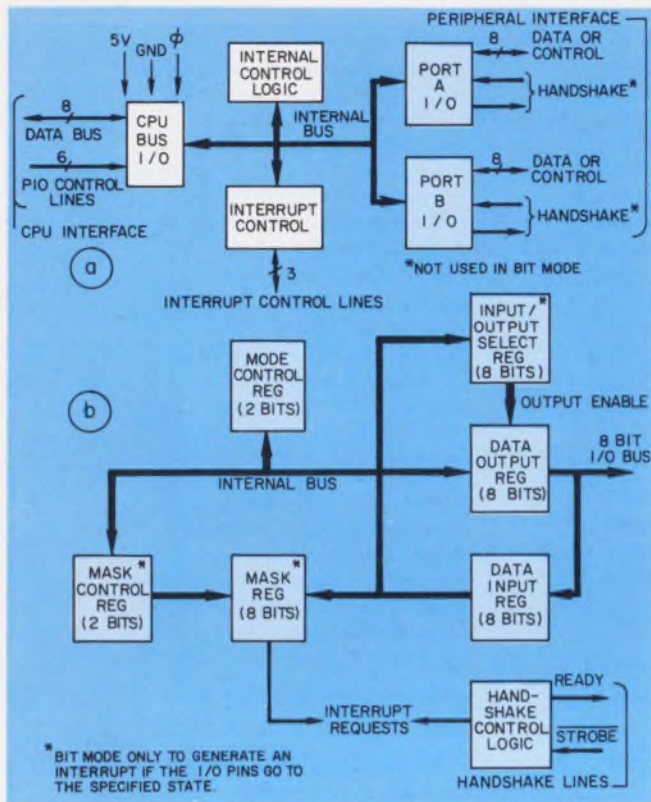 PERIPHERAL INTERFACE
5V
GND
ϕ
INTERNAL
CONTROL
LOGIC
INTERNAL
BUS
8
DATA BUS
6
PIO CONTROL
LINES
CPU INTERFACE
CPU
BUS
I/O
INTERRUPT
CONTROL
3
INTERRUPT CONTROL LINES
PORT
A
I/O
8
DATA OR
CONTROL
HANDSHAKE*
PORT
B
I/O
8
DATA OR
CONTROL
HANDSHAKE*
*NOT USED IN BIT MODE
a
b
MODE
CONTROL
REG
(2 BITS)
INPUT/*
OUTPUT
SELECT
REG
(8 BITS)
OUTPUT ENABLE
INTERNAL BUS
DATA
OUTPUT
REG
(8 BITS)
8 BIT
I/O BUS
MASK *
CONTROL
REG
(2 BITS)
MASK *
REG
(8 BITS)
DATA
INPUT
REG
(8 BITS)
INTERRUPT
REQUESTS
HAND-
SHAKE
CONTROL
LOGIC
READY
STROBE
HANDSHAKE LINES
* BIT MODE ONLY TO GENERATE AN
INTERRUPT IF THE I/O PINS GO TO
THE SPECIFIED STATE.